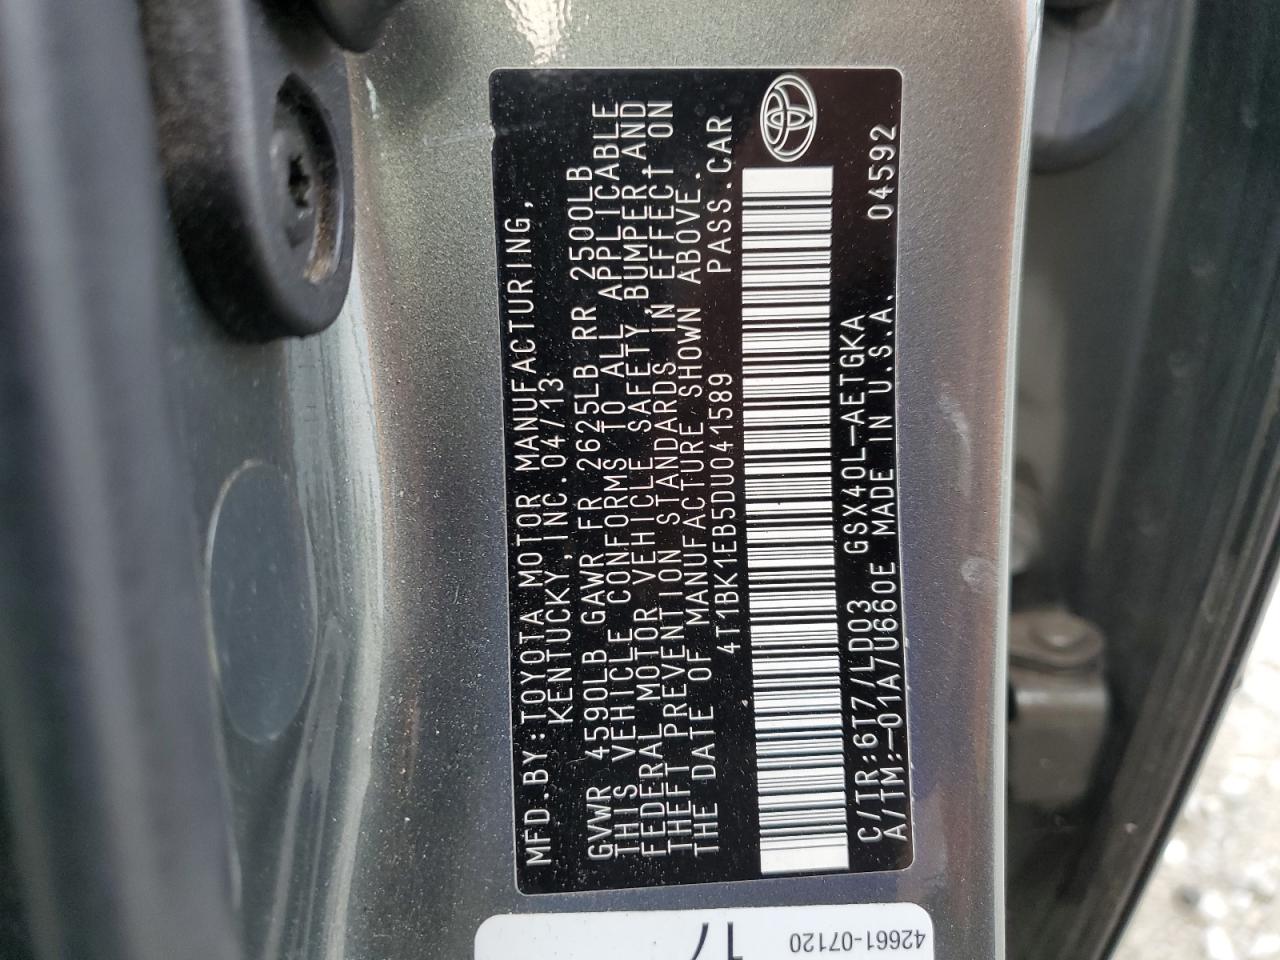 MFD.BY:TOYOTA MOTOR MANUFACTURING,
KENTUCKY,INC.04/13
GVWR 4590LB GAWR FR 2625LB RR 2500LB
THIS VEHICLE CONFORMS TO ALL APPLICABLE
FEDERAL MOTOR VEHICLE SAFETY,BUMPER,AND
THEFT PREVENTION STANDARDS IN EFFECT ON
THE DATE OF MANUFACTURE SHOWN ABOVE.
4T1BK1EB5DU041589 PASS.CAR
C/TR:6T7/LD03 GSX40L-AETGKA 04592
A/TM:-01A/U660E MADE IN U.S.A.
17
42661-07120